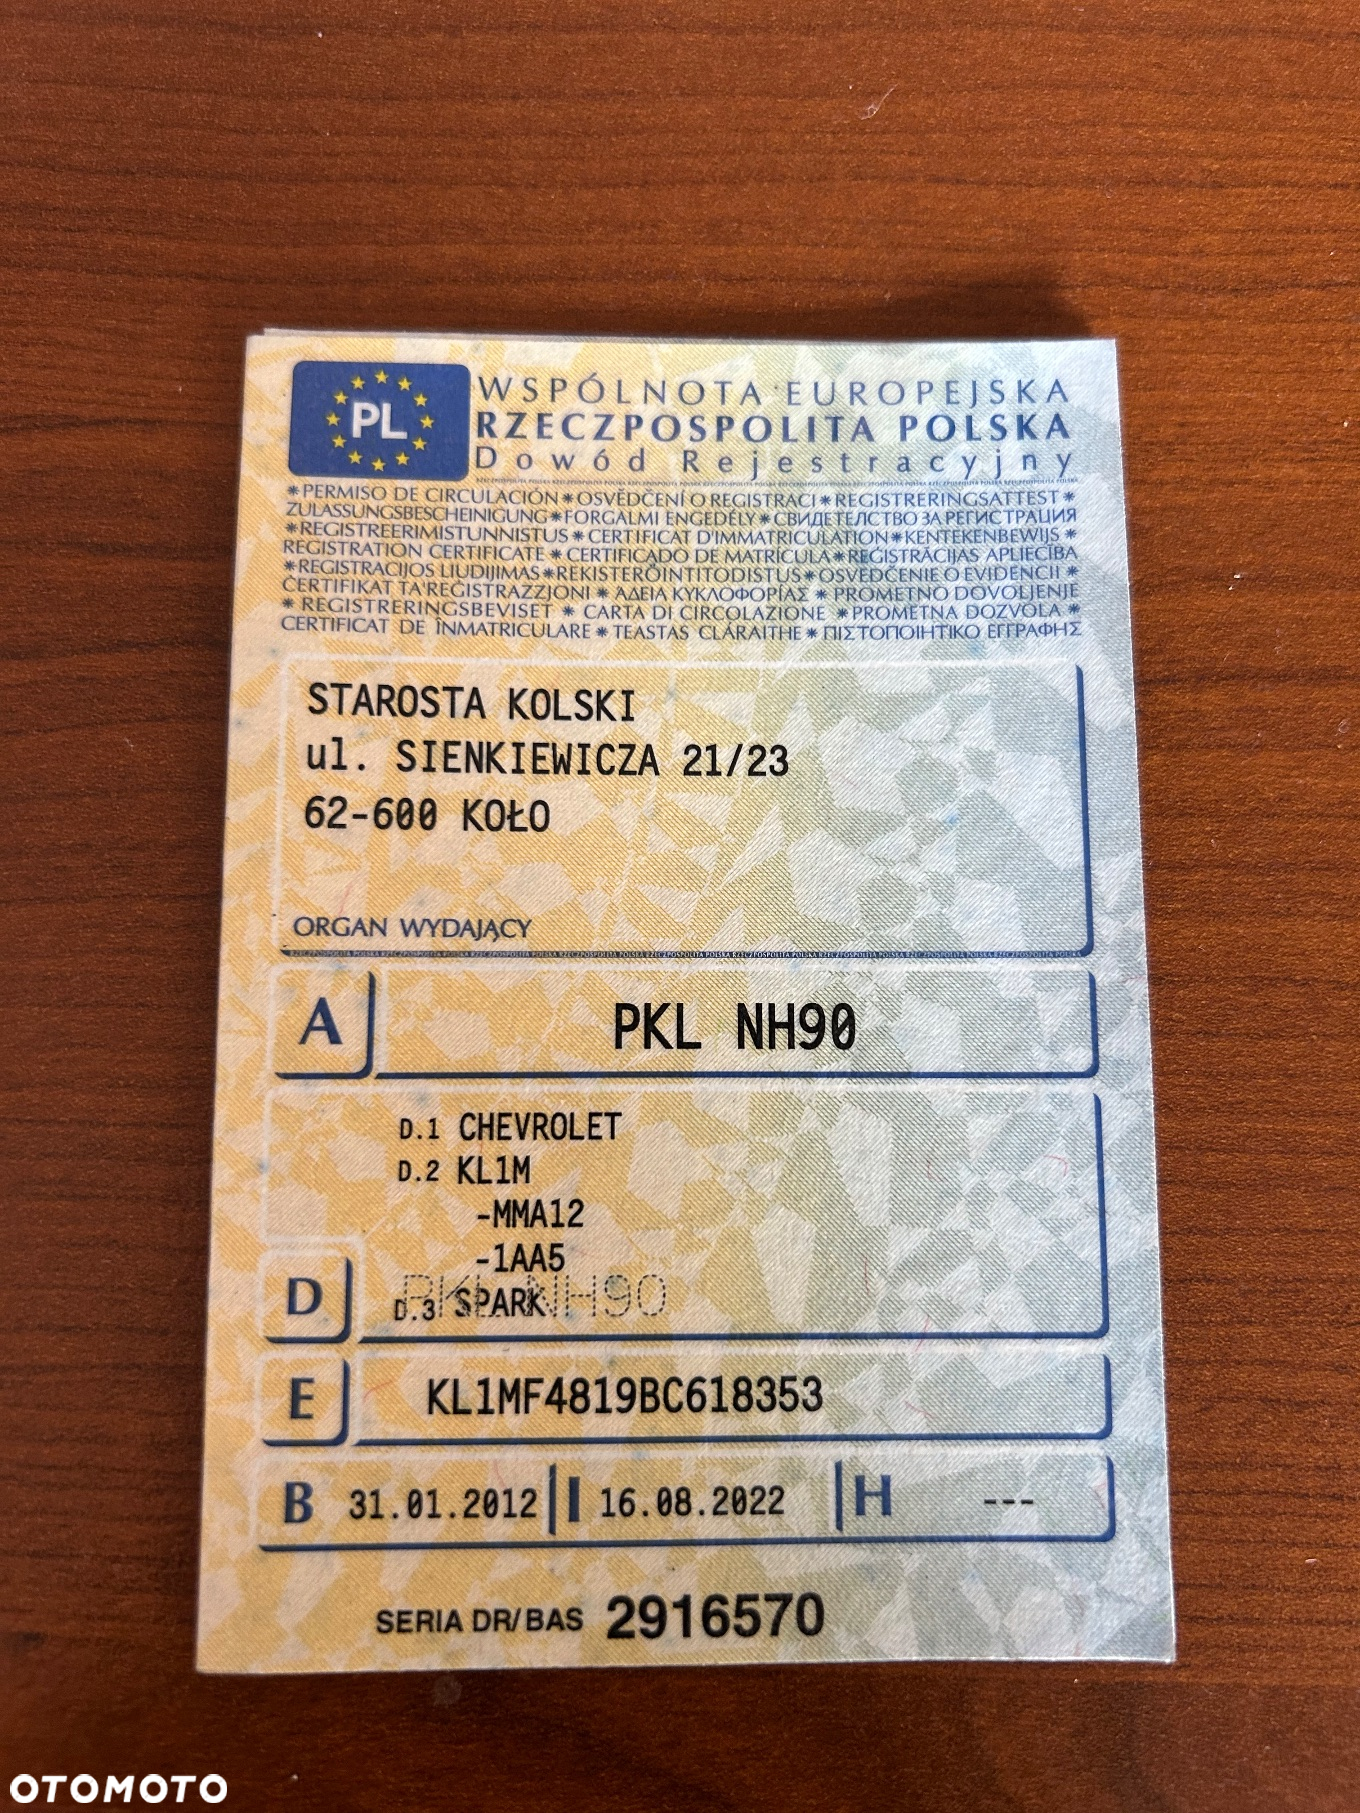 PL
WSPÓLNOTA EUROPEJSKA
RZECZPOSPOLITA POLSKA
Dowód Rejestracyjny
*PERMISO DE CIRCULACIÓN*OSVĚDČENÍ O REGISTRACI*REGISTRERINGSATTEST*
ZULASSUNGSBESCHEINIGUNG*FORGALMI ENGEDÉLY*СВИДЕТЕЛСТВО ЗА РЕГИСТРАЦИЯ
*REGISTREERIMISTUNNISTUS*CERTIFICAT D'IMMATRICULATION*KENTEKENBEWIJS*
REGISTRATION CERTIFICATE*CERTIFICADO DE MATRÍCULA*REĢISTRĀCIJAS APLIECĪBA
*REGISTRACIJOS LIUDIJIMAS*REKISTERÖINTITODISTUS*OSVEDČENIE O EVIDENCII*
ĊERTIFIKAT TA'REĠISTRAZZJONI*ΑΔΕΙΑ ΚΥΚΛΟΦΟΡΙΑΣ*PROMETNO DOVOLJENJE
*REGISTRERINGSBEVISET*CARTA DI CIRCOLAZIONE*PROMETNA DOZVOLA*
CERTIFICAT DE ÎNMATRICULARE*TEASTAS CLÁRAITHE*ΠΙΣΤΟΠΟΙΗΤΙΚΟ ΕΓΓΡΑΦΗΣ
STAROSTA KOLSKI
ul. SIENKIEWICZA 21/23
62-600 KOŁO
ORGAN WYDAJĄCY
A PKL NH90
D.1 CHEVROLET
D.2 KL1M
-MMA12
-1AA5
D D.3 SPARK
PKL NH90
E KL1MF4819BC618353
B 31.01.2012 I 16.08.2022 H ---
SERIA DR/BAS 2916570
OTOMOTO